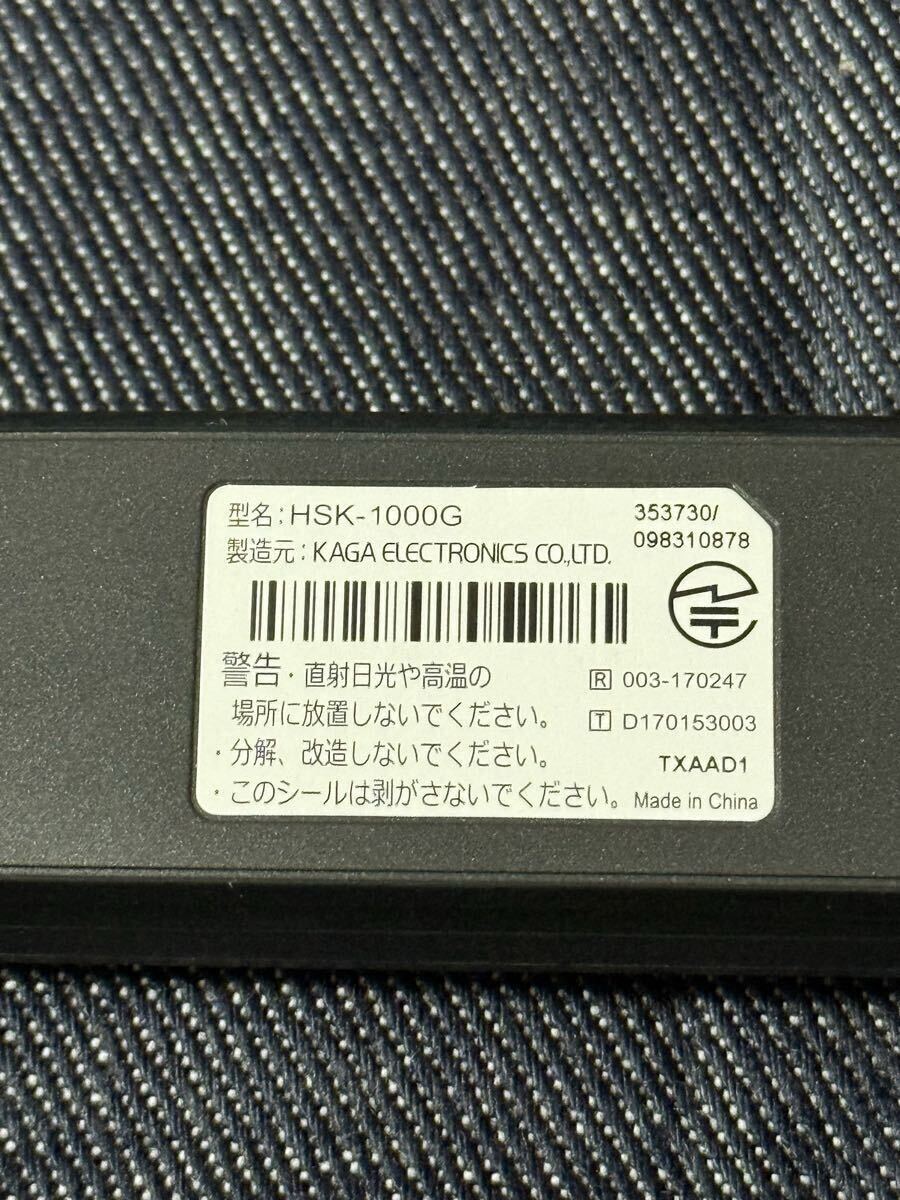 型名：HSK-1000G
製造元：KAGA ELECTRONICS CO.,LTD.
353730/
098310878
警告・直射日光や高温の
場所に放置しないでください。
・分解、改造しないでください。
・このシールは剥がさないでください。
R 003-170247
T D170153003
TXAAD1
Made in China